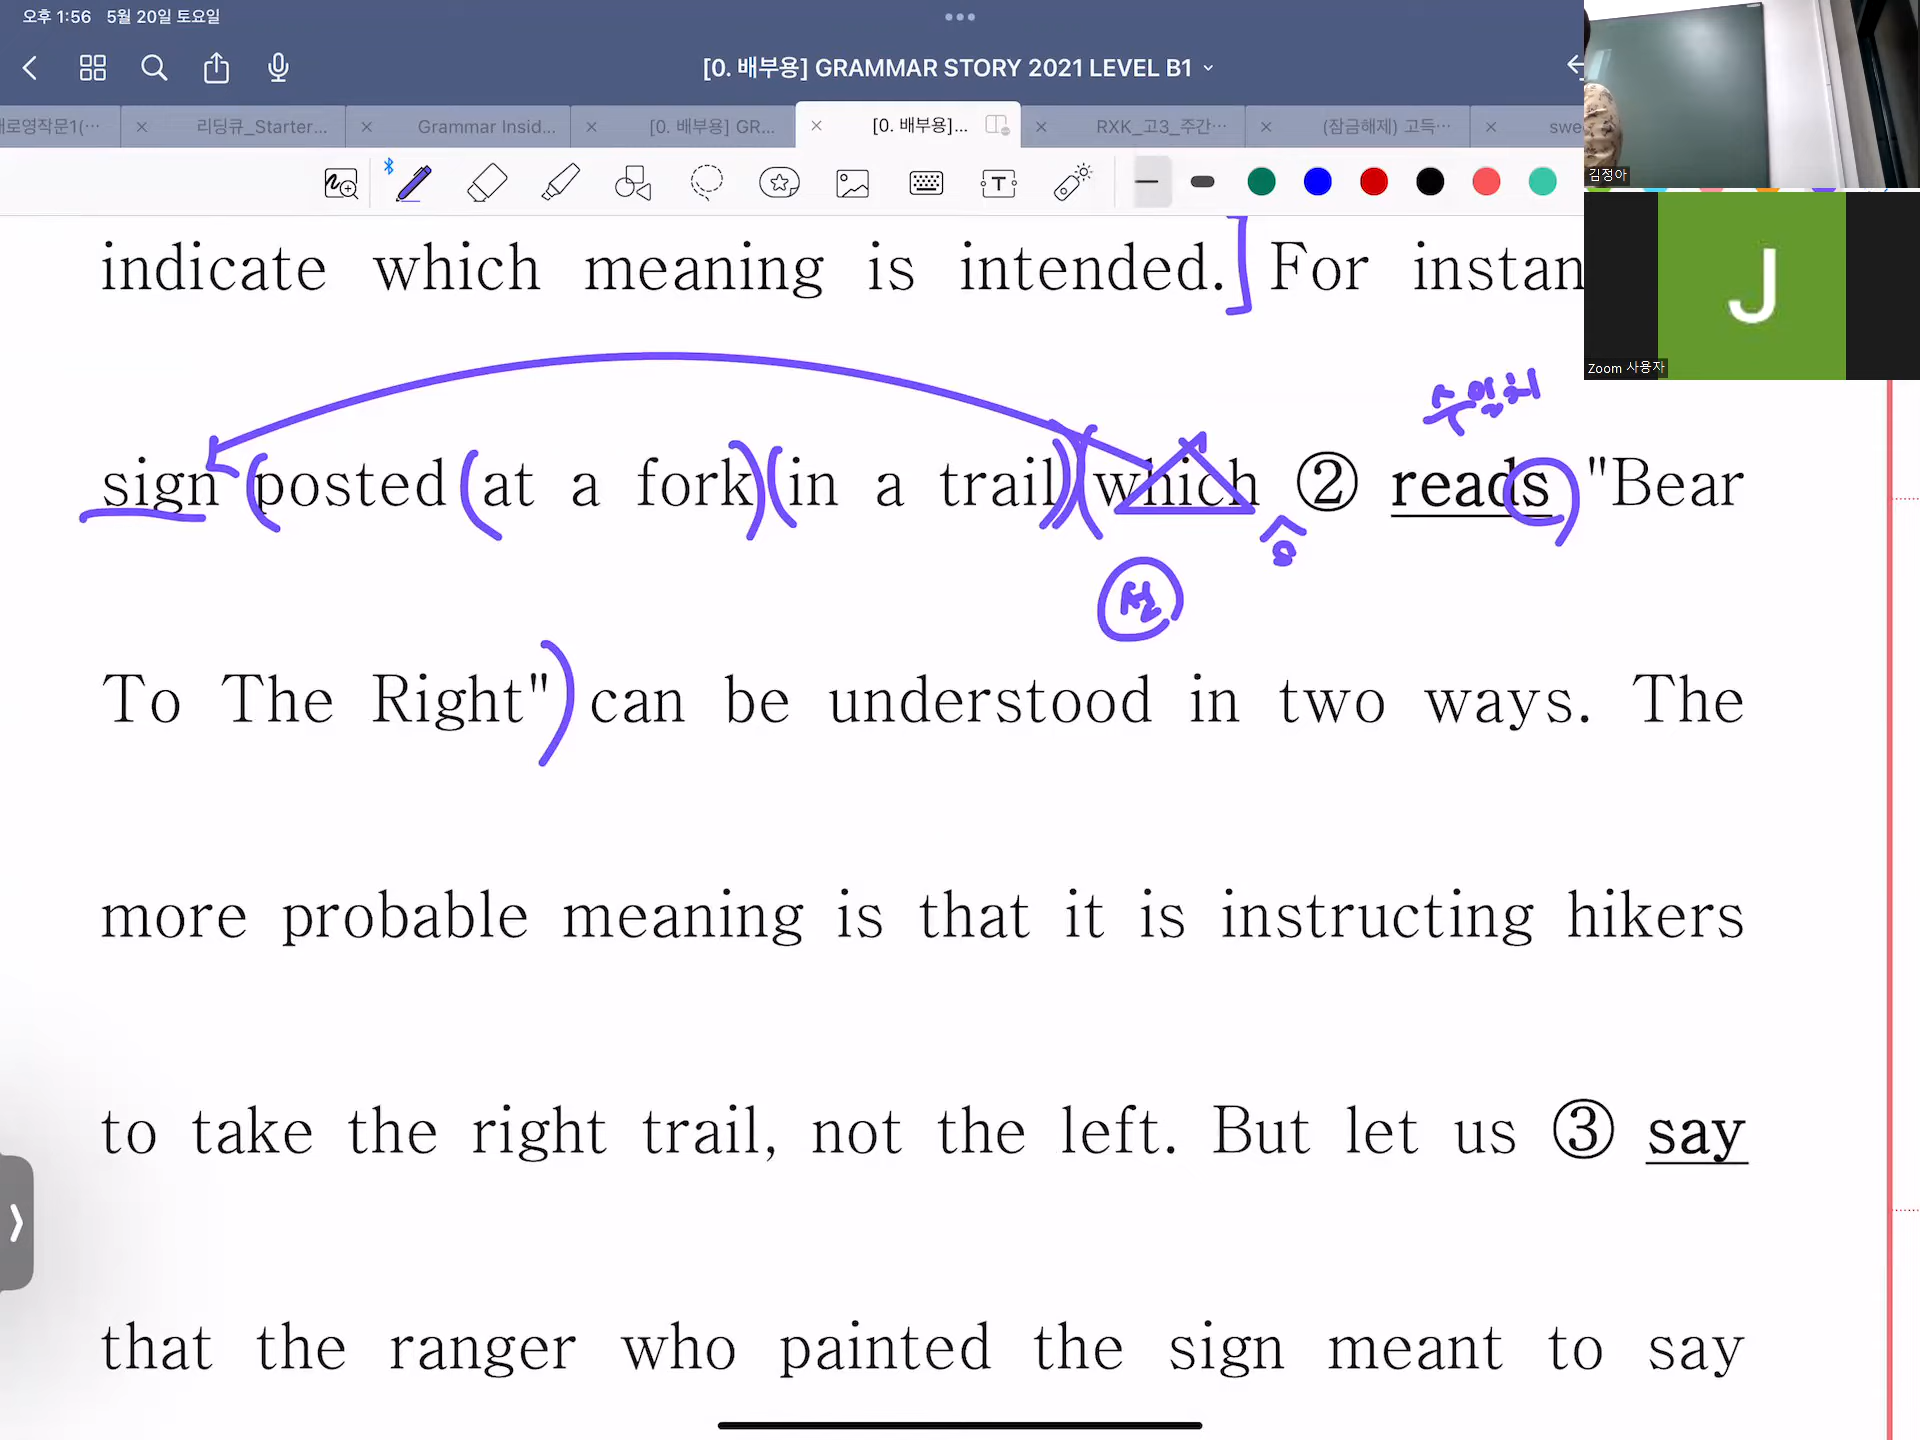 오후 1:56 5월 20일 토요일
[0. 배부용] GRAMMAR STORY 2021 LEVEL B1
리딩큐_Starter...
Grammar Insid...
[0. 배부용] GR...
[0. 배부용]...
RXK_고3_주간...
(잠금해제) 고득...
swe
김정아
J
Zoom 사용자
indicate which meaning is intended. For instan
수일치
sign posted at a fork in a trail which ② reads "Bear
선
To The Right" can be understood in two ways. The
more probable meaning is that it is instructing hikers
to take the right trail, not the left. But let us ③ say
that the ranger who painted the sign meant to say